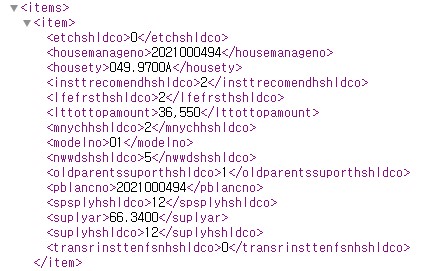 ▼<items>
▼<item>
<etchshldco>0</etchshldco>
<housemanageno>2021000494</housemanageno>
<housety>049.9700A</housety>
<insttrecomendhshldco>2</insttrecomendhshldco>
<lfefrsthshldco>2</lfefrsthshldco>
<lttottopamount>36,550</lttottopamount>
<mnychhshldco>2</mnychhshldco>
<modelno>01</modelno>
<nwwdshshldco>5</nwwdshshldco>
<oldparentssuporthshldco>1</oldparentssuporthshldco>
<pblancno>2021000494</pblancno>
<spsplyhshldco>12</spsplyhshldco>
<suplyar>66.3400</suplyar>
<suplyhshldco>12</suplyhshldco>
<transrinsttenfsnhshldco>0</transrinsttenfsnhshldco>
</item>